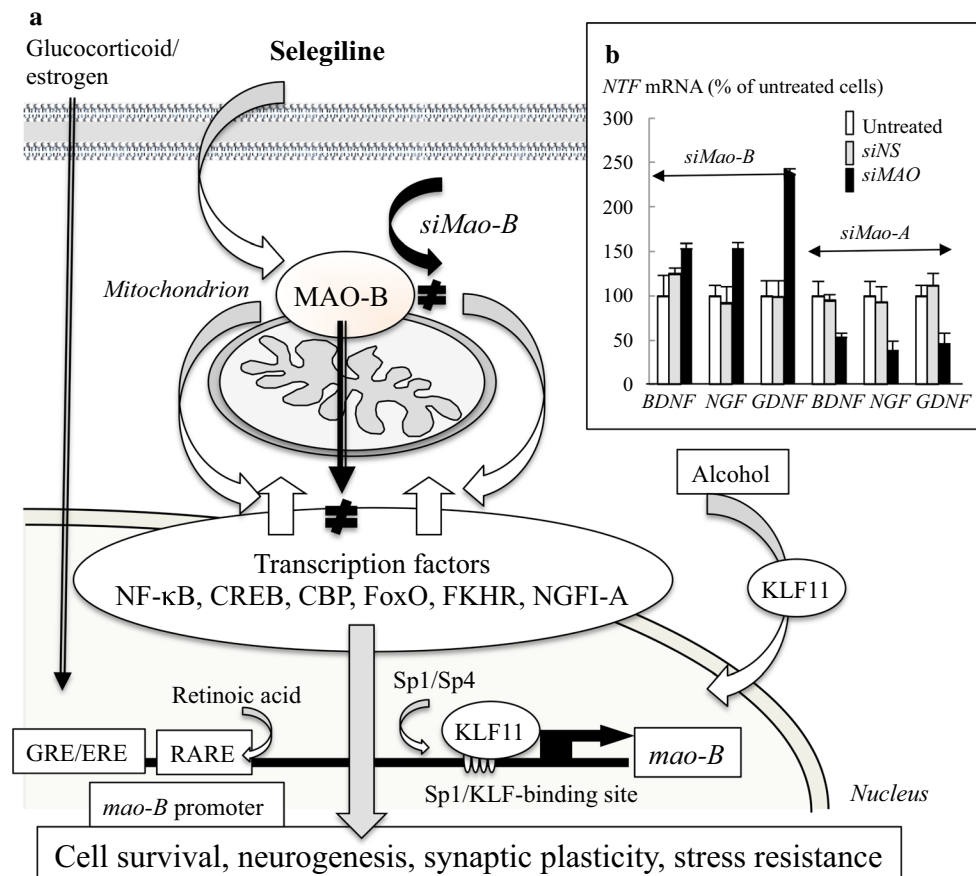 a
Glucocorticoid/
estrogen
Selegiline
siMao-B
Mitochondrion
MAO-B
b
NTF mRNA (% of untreated cells)
300
250
200
150
100
50
0
Untreated
siNS
siMAO
siMao-B
siMao-A
BDNF NGF GDNF BDNF NGF GDNF
Alcohol
KLF11
Transcription factors
NF-κB, CREB, CBP, FoxO, FKHR, NGFI-A
Retinoic acid
Sp1/Sp4
KLF11
GRE/ERE
RARE
mao-B
Sp1/KLF-binding site
mao-B promoter
Nucleus
Cell survival, neurogenesis, synaptic plasticity, stress resistance